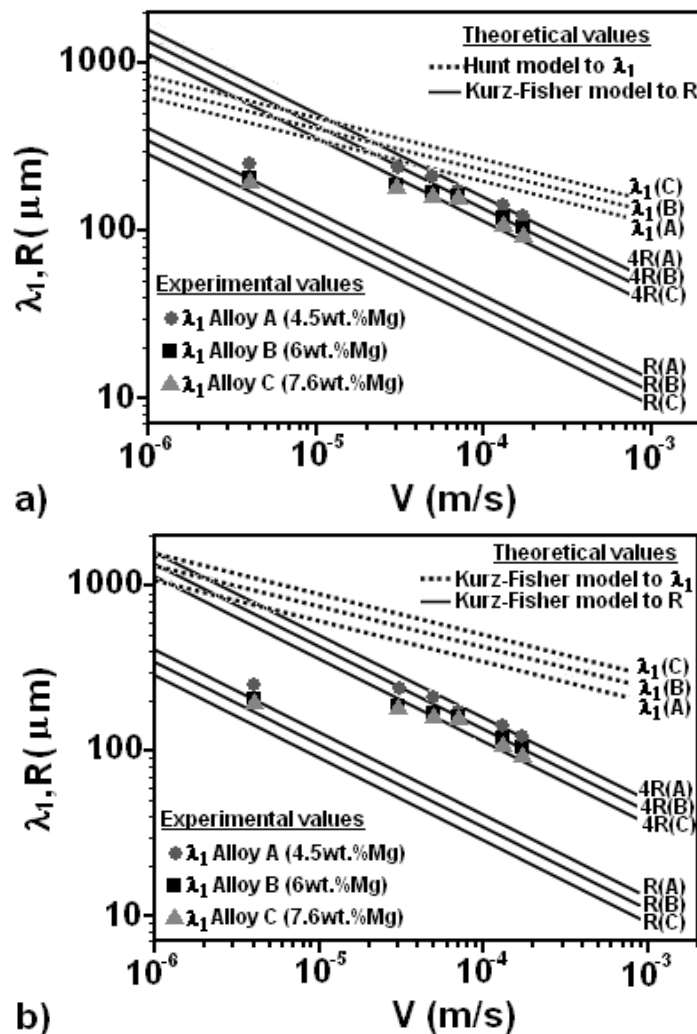 Theoretical values
Hunt model to λ1
Kurz-Fisher model to R
1000
100
10
λ1,R( μm)
λ1(C)
λ1(B)
λ1(A)
4R(A)
4R(B)
4R(C)
R(A)
R(B)
R(C)
Experimental values
λ1 Alloy A (4.5wt.%Mg)
λ1 Alloy B (6wt.%Mg)
λ1 Alloy C (7.6wt.%Mg)
10^-6 10^-5 10^-4 10^-3
a) V (m/s)
Theoretical values
Kurz-Fisher model to λ1
Kurz-Fisher model to R
1000
100
10
λ1,R( μm)
λ1(C)
λ1(B)
λ1(A)
4R(A)
4R(B)
4R(C)
R(A)
R(B)
R(C)
Experimental values
λ1 Alloy A (4.5wt.%Mg)
λ1 Alloy B (6wt.%Mg)
λ1 Alloy C (7.6wt.%Mg)
10^-6 10^-5 10^-4 10^-3
b) V (m/s)